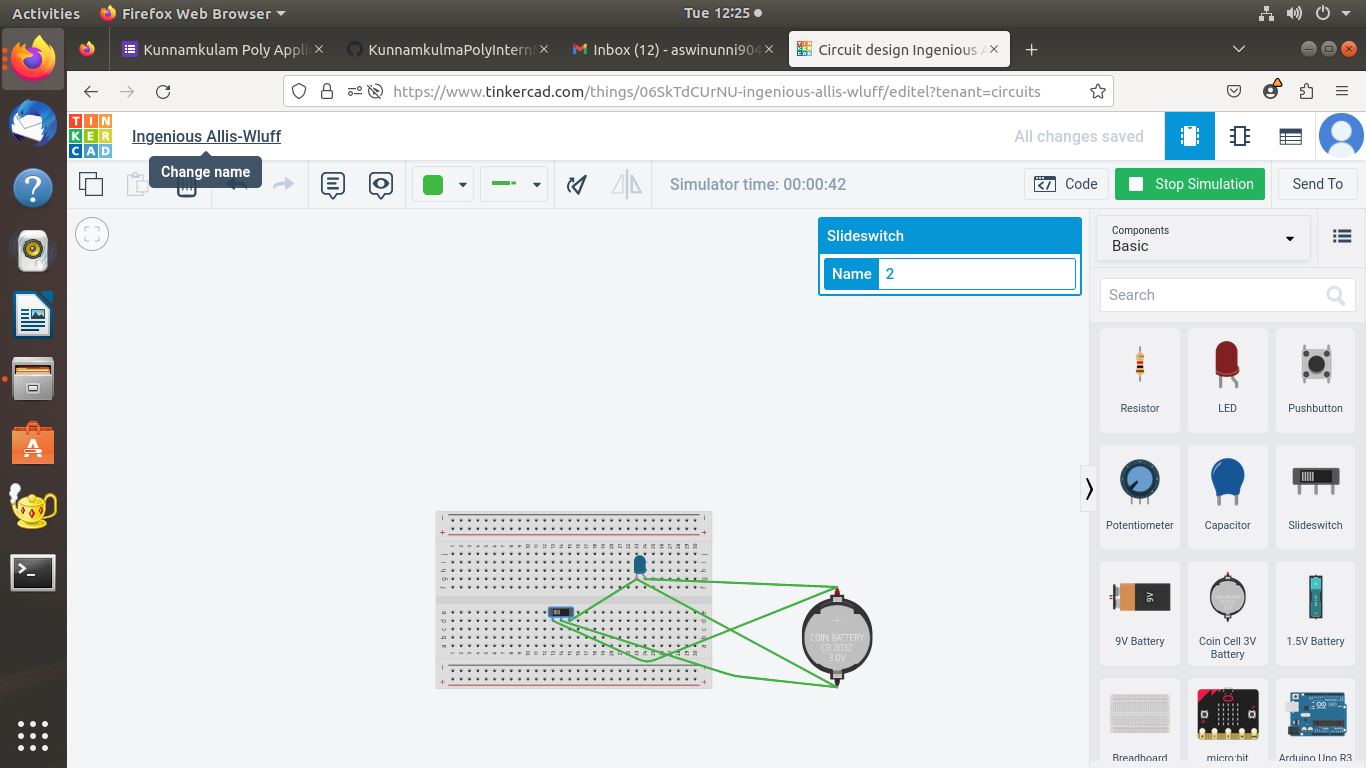 Activities
Firefox Web Browser
Tue 12:25
Kunnamkulam Poly Appli
KunnamkulmaPolyIntern
Inbox (12) - aswinunni904
Circuit design Ingenious A
https://www.tinkercad.com/things/06SkTdCUrNU-ingenious-allis-wluff/editel?tenant=circuits
TIN
KER
CAD
Ingenious Allis-Wluff
All changes saved
Change name
Simulator time: 00:00:42
Code
Stop Simulation
Send To
Slideswitch
Name 2
Components
Basic
Search
Resistor
LED
Pushbutton
Potentiometer
Capacitor
Slideswitch
9V
9V Battery
Coin Cell 3V
Battery
1.5V Battery
Breadboard
micro:bit
Arduino Uno R3
COIN BATTERY
CR 2032
3.0V